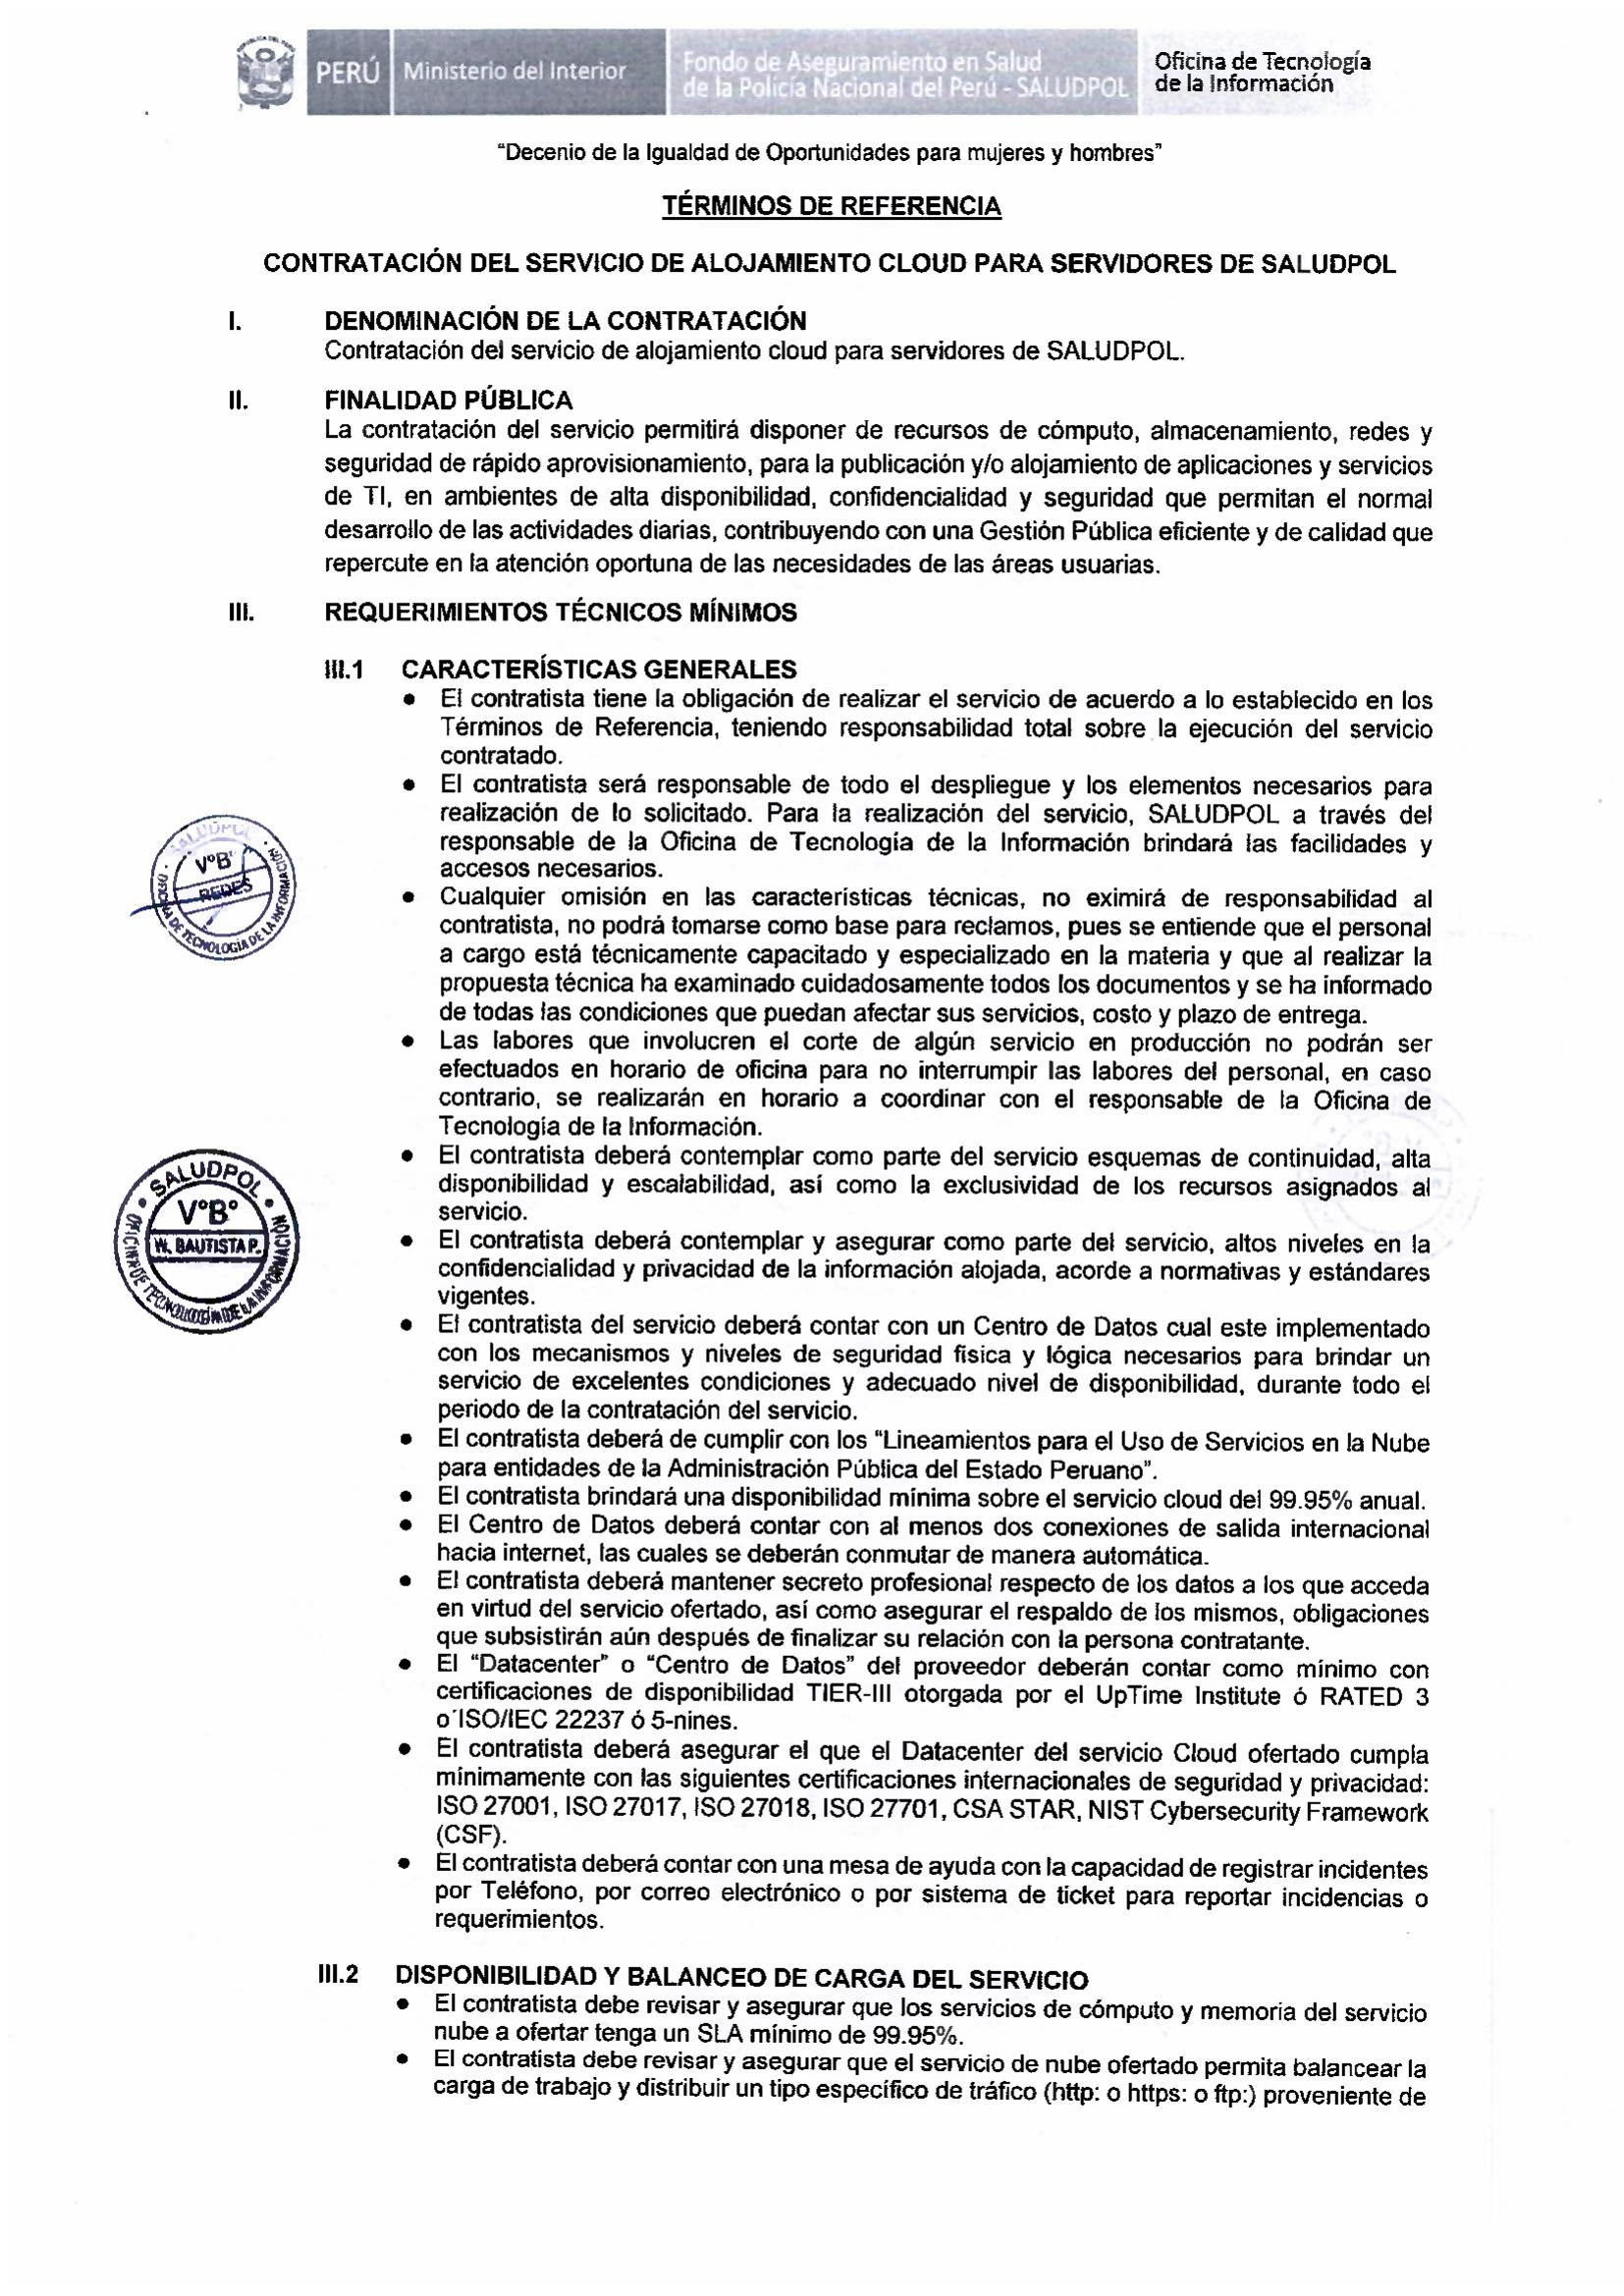 PERÚ
Ministerio del Interior
Fondo de Aseguramiento en Salud
de la Policía Nacional del Perú - SALUDPOL
Oficina de Tecnología
de la Información
"Decenio de la Igualdad de Oportunidades para mujeres y hombres"
TÉRMINOS DE REFERENCIA
CONTRATACIÓN DEL SERVICIO DE ALOJAMIENTO CLOUD PARA SERVIDORES DE SALUDPOL
I. DENOMINACIÓN DE LA CONTRATACIÓN
Contratación del servicio de alojamiento cloud para servidores de SALUDPOL.
II. FINALIDAD PÚBLICA
La contratación del servicio permitirá disponer de recursos de cómputo, almacenamiento, redes y
seguridad de rápido aprovisionamiento, para la publicación y/o alojamiento de aplicaciones y servicios
de TI, en ambientes de alta disponibilidad, confidencialidad y seguridad que permitan el normal
desarrollo de las actividades diarias, contribuyendo con una Gestión Pública eficiente y de calidad que
repercute en la atención oportuna de las necesidades de las áreas usuarias.
III. REQUERIMIENTOS TÉCNICOS MÍNIMOS
III.1 CARACTERÍSTICAS GENERALES
• El contratista tiene la obligación de realizar el servicio de acuerdo a lo establecido en los
Términos de Referencia, teniendo responsabilidad total sobre la ejecución del servicio
contratado.
• El contratista será responsable de todo el despliegue y los elementos necesarios para
realización de lo solicitado. Para la realización del servicio, SALUDPOL a través del
responsable de la Oficina de Tecnología de la Información brindará las facilidades y
accesos necesarios.
• Cualquier omisión en las características técnicas, no eximirá de responsabilidad al
contratista, no podrá tomarse como base para reclamos, pues se entiende que el personal
a cargo está técnicamente capacitado y especializado en la materia y que al realizar la
propuesta técnica ha examinado cuidadosamente todos los documentos y se ha informado
de todas las condiciones que puedan afectar sus servicios, costo y plazo de entrega.
• Las labores que involucren el corte de algún servicio en producción no podrán ser
efectuados en horario de oficina para no interrumpir las labores del personal, en caso
contrario, se realizarán en horario a coordinar con el responsable de la Oficina de
Tecnología de la Información.
• El contratista deberá contemplar como parte del servicio esquemas de continuidad, alta
disponibilidad y escalabilidad, así como la exclusividad de los recursos asignados al
servicio.
• El contratista deberá contemplar y asegurar como parte del servicio, altos niveles en la
confidencialidad y privacidad de la información alojada, acorde a normativas y estándares
vigentes.
• El contratista del servicio deberá contar con un Centro de Datos cual este implementado
con los mecanismos y niveles de seguridad física y lógica necesarios para brindar un
servicio de excelentes condiciones y adecuado nivel de disponibilidad, durante todo el
periodo de la contratación del servicio.
• El contratista deberá de cumplir con los "Lineamientos para el Uso de Servicios en la Nube
para entidades de la Administración Pública del Estado Peruano".
• El contratista brindará una disponibilidad mínima sobre el servicio cloud del 99.95% anual.
• El Centro de Datos deberá contar con al menos dos conexiones de salida internacional
hacia internet, las cuales se deberán conmutar de manera automática.
• El contratista deberá mantener secreto profesional respecto de los datos a los que acceda
en virtud del servicio ofertado, así como asegurar el respaldo de los mismos, obligaciones
que subsistirán aún después de finalizar su relación con la persona contratante.
• El "Datacenter" o "Centro de Datos" del proveedor deberán contar como mínimo con
certificaciones de disponibilidad TIER-III otorgada por el UpTime Institute ó RATED 3
o´ISO/IEC 22237 ó 5-nines.
• El contratista deberá asegurar el que el Datacenter del servicio Cloud ofertado cumpla
mínimamente con las siguientes certificaciones internacionales de seguridad y privacidad:
ISO 27001, ISO 27017, ISO 27018, ISO 27701, CSA STAR, NIST Cybersecurity Framework
(CSF).
• El contratista deberá contar con una mesa de ayuda con la capacidad de registrar incidentes
por Teléfono, por correo electrónico o por sistema de ticket para reportar incidencias o
requerimientos.
III.2 DISPONIBILIDAD Y BALANCEO DE CARGA DEL SERVICIO
• El contratista debe revisar y asegurar que los servicios de cómputo y memoria del servicio
nube a ofertar tenga un SLA mínimo de 99.95%.
• El contratista debe revisar y asegurar que el servicio de nube ofertado permita balancear la
carga de trabajo y distribuir un tipo específico de tráfico (http: o https: o ftp:) proveniente de
SALUDPOL
V°B°
REDES
OFICINA DE TECNOLOGÍA DE LA INFORMACIÓN
SALUDPOL
V°B°
W. BAUTISTA P.
OFICINA DE TECNOLOGÍA DE LA INFORMACIÓN